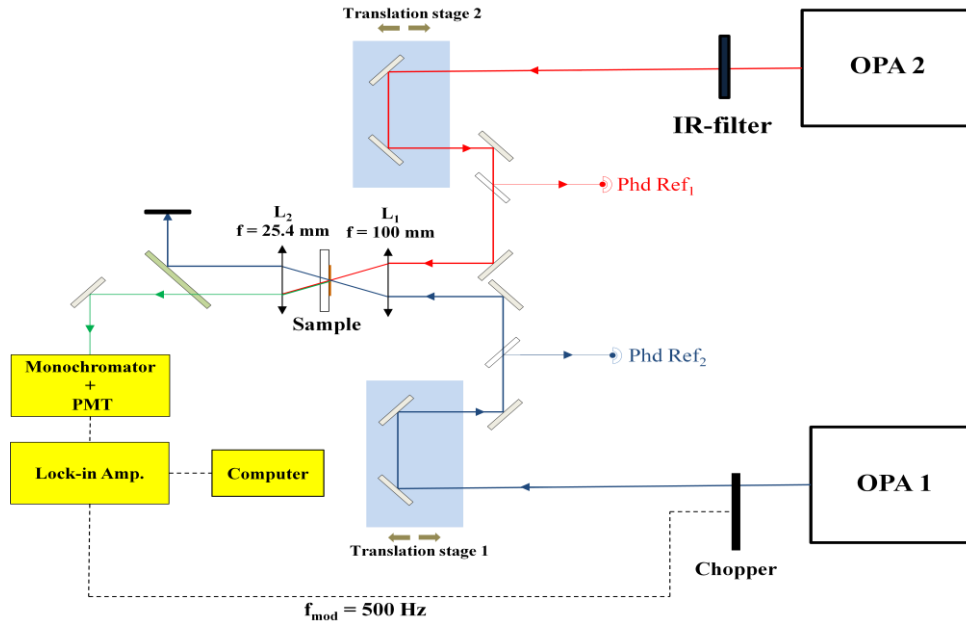 Translation stage 2
OPA 2
IR-filter
Phd Ref1
L2
f = 25.4 mm
L1
f = 100 mm
Sample
Phd Ref2
Monochromator
+
PMT
Lock-in Amp.
Computer
OPA 1
Translation stage 1
Chopper
fmod = 500 Hz